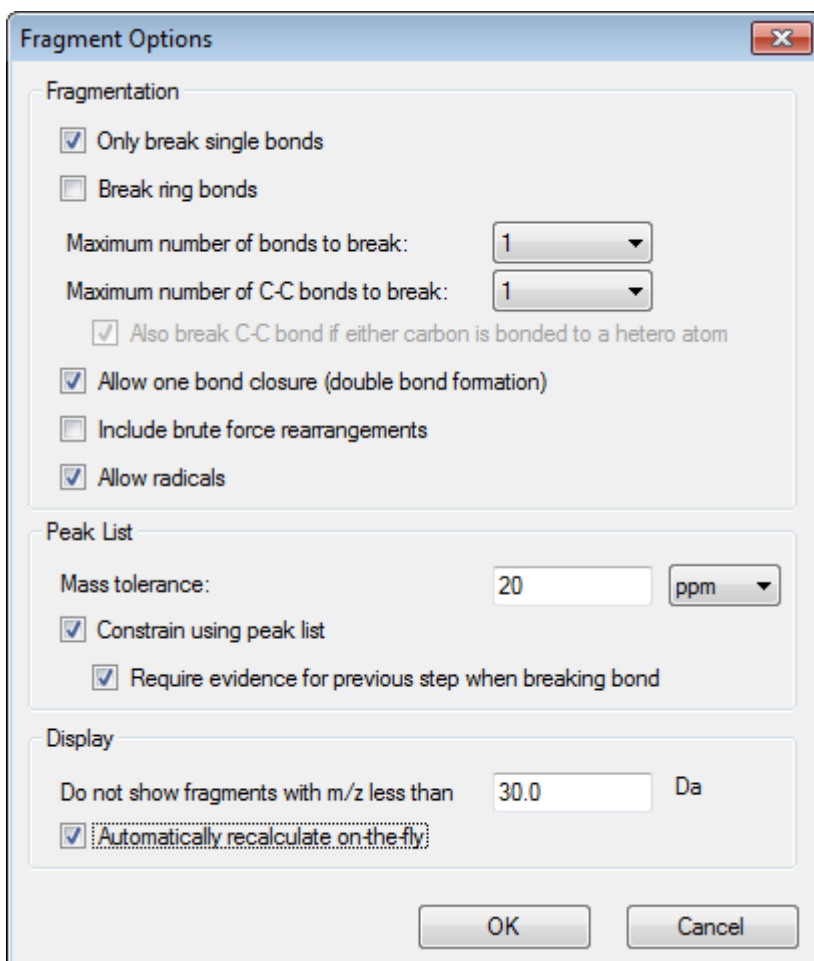 Fragment Options
Fragmentation
Only break single bonds
Break ring bonds
Maximum number of bonds to break: 1
Maximum number of C-C bonds to break: 1
Also break C-C bond if either carbon is bonded to a hetero atom
Allow one bond closure (double bond formation)
Include brute force rearrangements
Allow radicals
Peak List
Mass tolerance: 20 ppm
Constrain using peak list
Require evidence for previous step when breaking bond
Display
Do not show fragments with m/z less than 30.0 Da
Automatically recalculate on-the-fly
OK Cancel